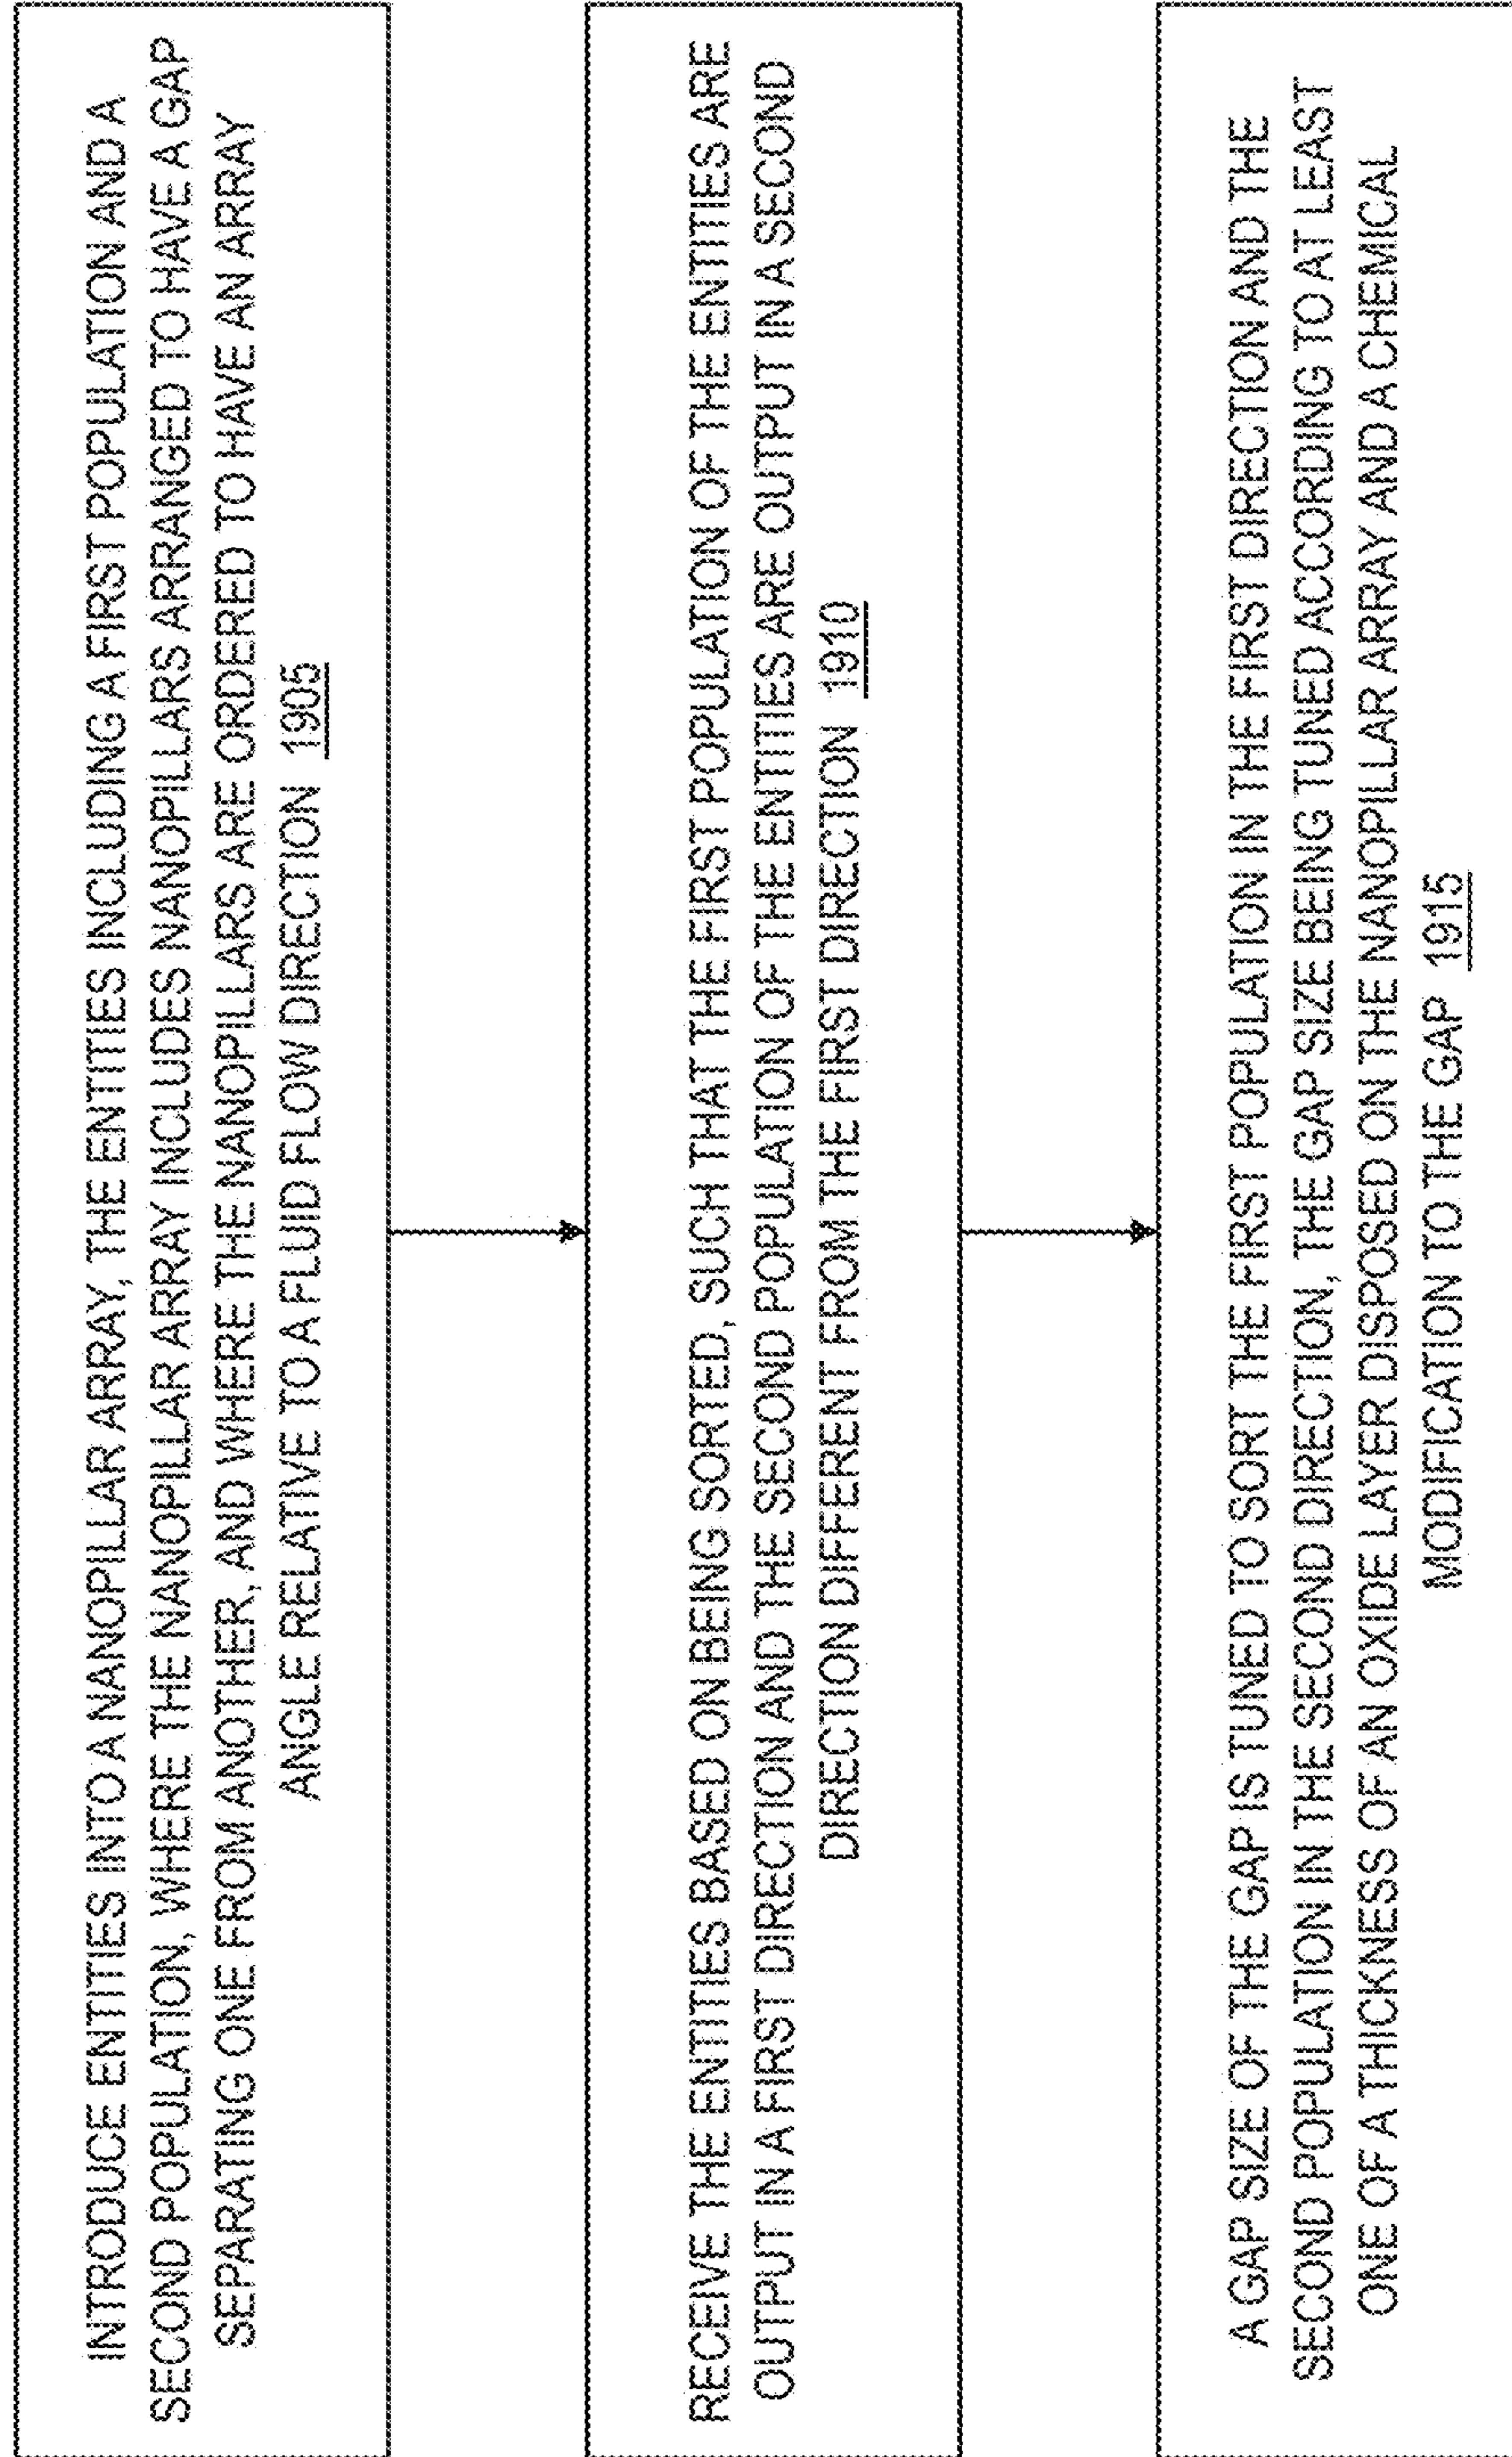 INTRODUCE ENTITIES INTO A NANOPILLAR ARRAY, THE ENTITIES INCLUDING A FIRST POPULATION AND A
SECOND POPULATION, WHERE THE NANOPILLAR ARRAY INCLUDES NANOPILLARS ARRANGED TO HAVE A GAP
SEPARATING ONE FROM ANOTHER, AND WHERE THE NANOPILLARS ARE ORDERED TO HAVE AN ARRAY
ANGLE RELATIVE TO A FLUID FLOW DIRECTION 1905
RECEIVE THE ENTITIES BASED ON BEING SORTED, SUCH THAT THE FIRST POPULATION OF THE ENTITIES ARE
OUTPUT IN A FIRST DIRECTION AND THE SECOND POPULATION OF THE ENTITIES ARE OUTPUT IN A SECOND
DIRECTION DIFFERENT FROM THE FIRST DIRECTION 1910
A GAP SIZE OF THE GAP IS TUNED TO SORT THE FIRST POPULATION IN THE FIRST DIRECTION AND THE
SECOND POPULATION IN THE SECOND DIRECTION, THE GAP SIZE BEING TUNED ACCORDING TO AT LEAST
ONE OF A THICKNESS OF AN OXIDE LAYER DISPOSED ON THE NANOPILLAR ARRAY AND A CHEMICAL
MODIFICATION TO THE GAP 1915